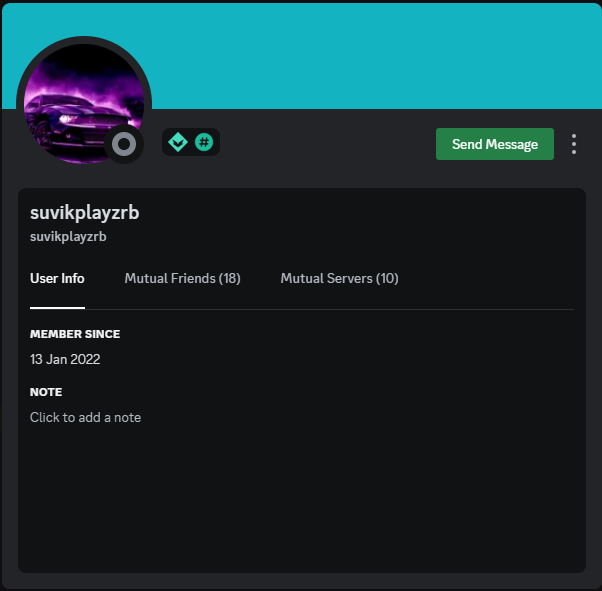 Send Message
suvikplayzrb
suvikplayzrb
User Info Mutual Friends (18) Mutual Servers (10)
MEMBER SINCE
13 Jan 2022
NOTE
Click to add a note